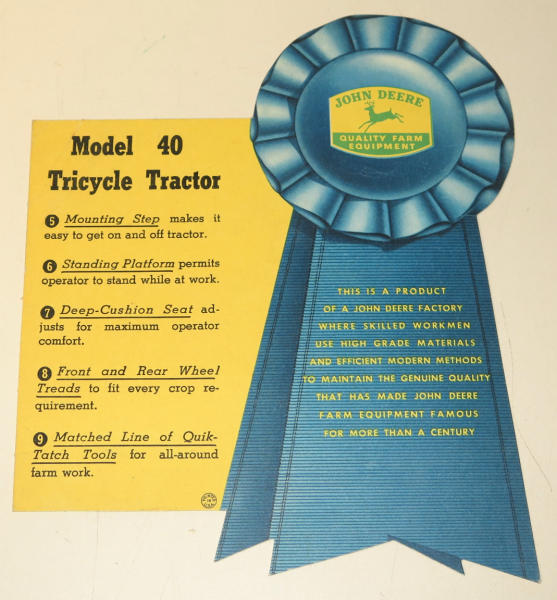 Model 40
Tricycle Tractor
5 Mounting Step makes it
easy to get on and off tractor.
6 Standing Platform permits
operator to stand while at work.
7 Deep-Cushion Seat ad-
justs for maximum operator
comfort.
8 Front and Rear Wheel
Treads to fit every crop re-
quirement.
9 Matched Line of Quik-
Tatch Tools for all-around
farm work.
JOHN DEERE
QUALITY FARM
EQUIPMENT
THIS IS A PRODUCT
OF A JOHN DEERE FACTORY
WHERE SKILLED WORKMEN
USE HIGH GRADE MATERIALS
AND EFFICIENT MODERN METHODS
TO MAINTAIN THE GENUINE QUALITY
THAT HAS MADE JOHN DEERE
FARM EQUIPMENT FAMOUS
FOR MORE THAN A CENTURY